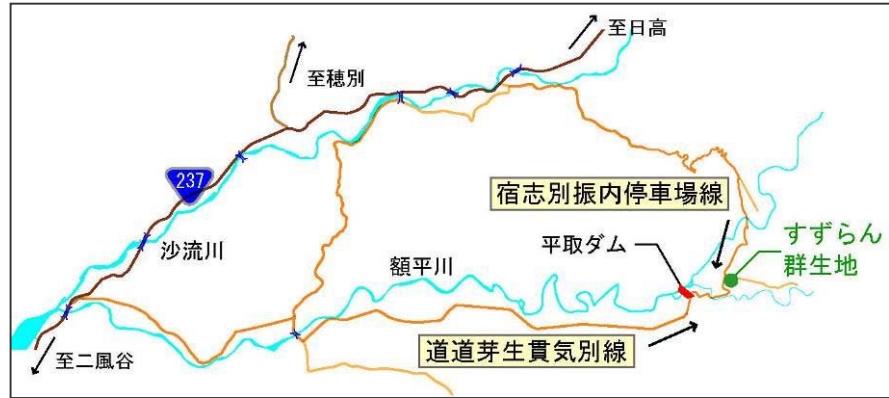 至日高
至穂別
237
宿志別振内停車場線
沙流川
額平川
平取ダム
すずらん
群生地
道道芽生貫気別線
至二風谷